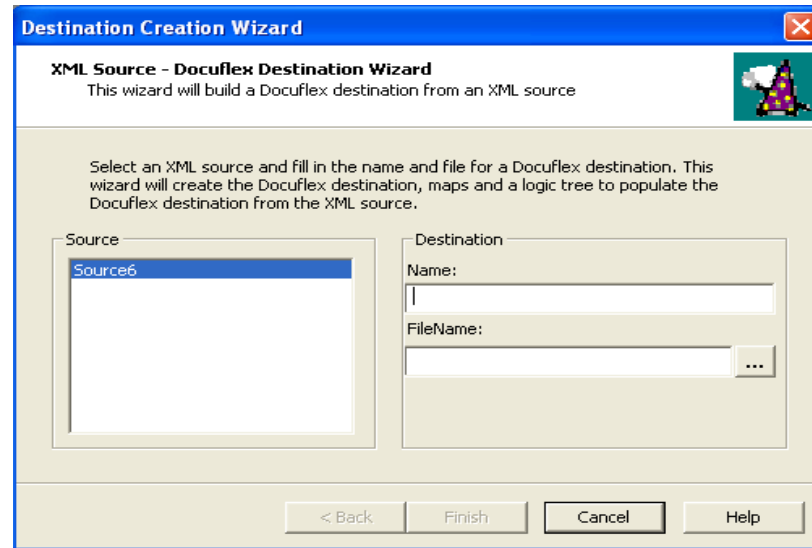 Destination Creation Wizard
XML Source - Docuflex Destination Wizard
This wizard will build a Docuflex destination from an XML source
Select an XML source and fill in the name and file for a Docuflex destination. This
wizard will create the Docuflex destination, maps and a logic tree to populate the
Docuflex destination from the XML source.
Source
Source6
Destination
Name:
FileName:
...
< Back
Finish
Cancel
Help